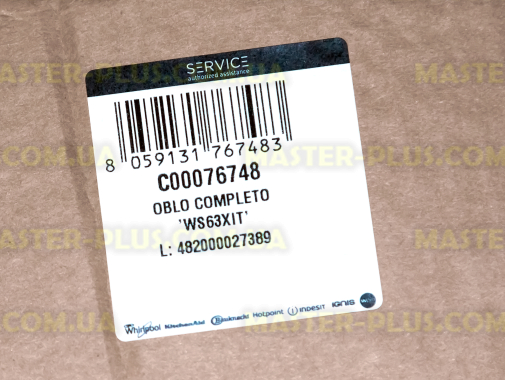 SERVICE
authorized assistance
8 059131 767483
C00076748
OBLO COMPLETO
'WS63XIT'
L: 482000027389
Whirlpool KitchenAid Bauknecht Hotpoint INDESIT IGNIS
MASTER-PLUS.COM.UA